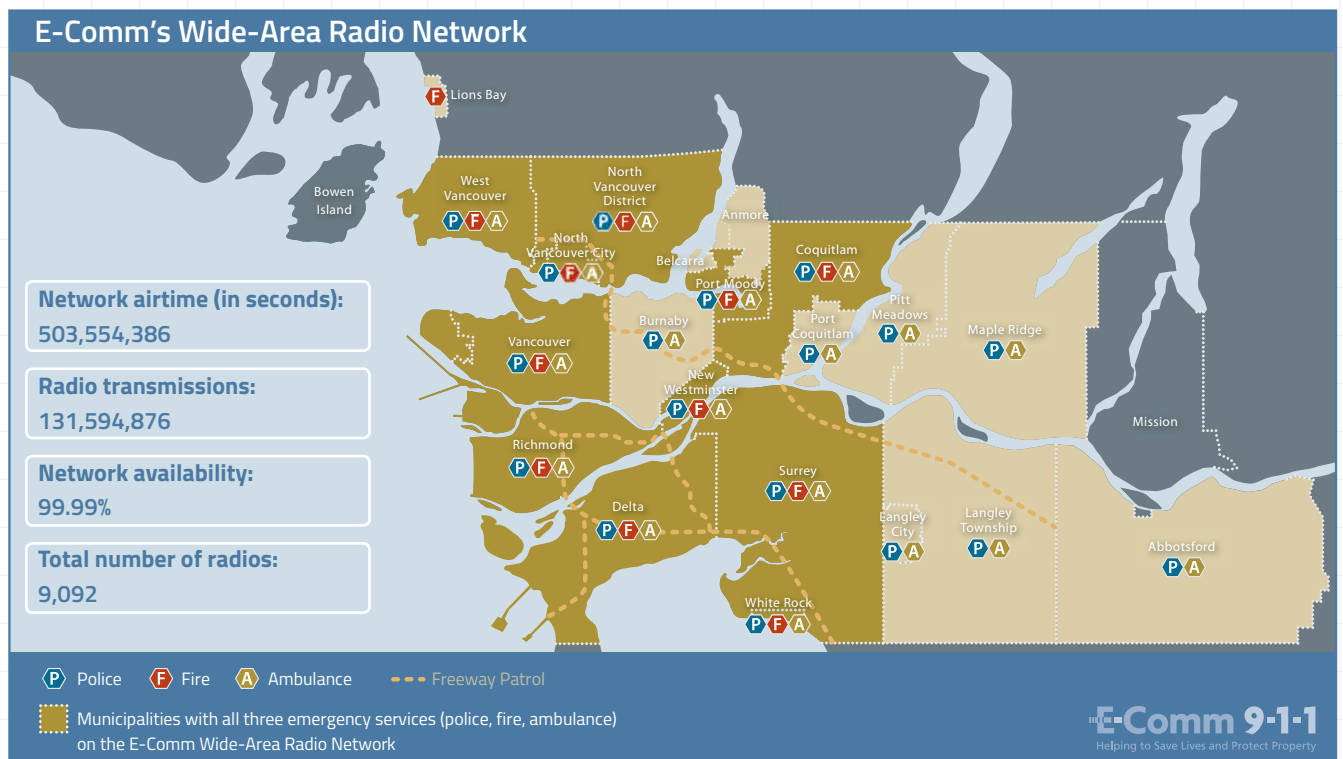 E-Comm's Wide-Area Radio Network
F Lions Bay
Bowen
Island
West
Vancouver
P F A
North
Vancouver
District
P F A
North
Vancouver City
P F A
Anmore
Belcarra
Port Moody
P F A
Coquitlam
P F A
Pitt
Meadows
P A
Port
Coquitlam
P A
Maple Ridge
P A
Burnaby
P A
Vancouver
P F A
New
Westminster
P F A
Mission
Richmond
P F A
Surrey
P F A
Delta
P F A
Langley
City
P A
Langley
Township
P A
Abbotsford
P A
White Rock
P F A
Network airtime (in seconds):
503,554,386
Radio transmissions:
131,594,876
Network availability:
99.99%
Total number of radios:
9,092
P Police F Fire A Ambulance Freeway Patrol
Municipalities with all three emergency services (police, fire, ambulance)
on the E-Comm Wide-Area Radio Network
E-Comm 9-1-1
Helping to Save Lives and Protect Property